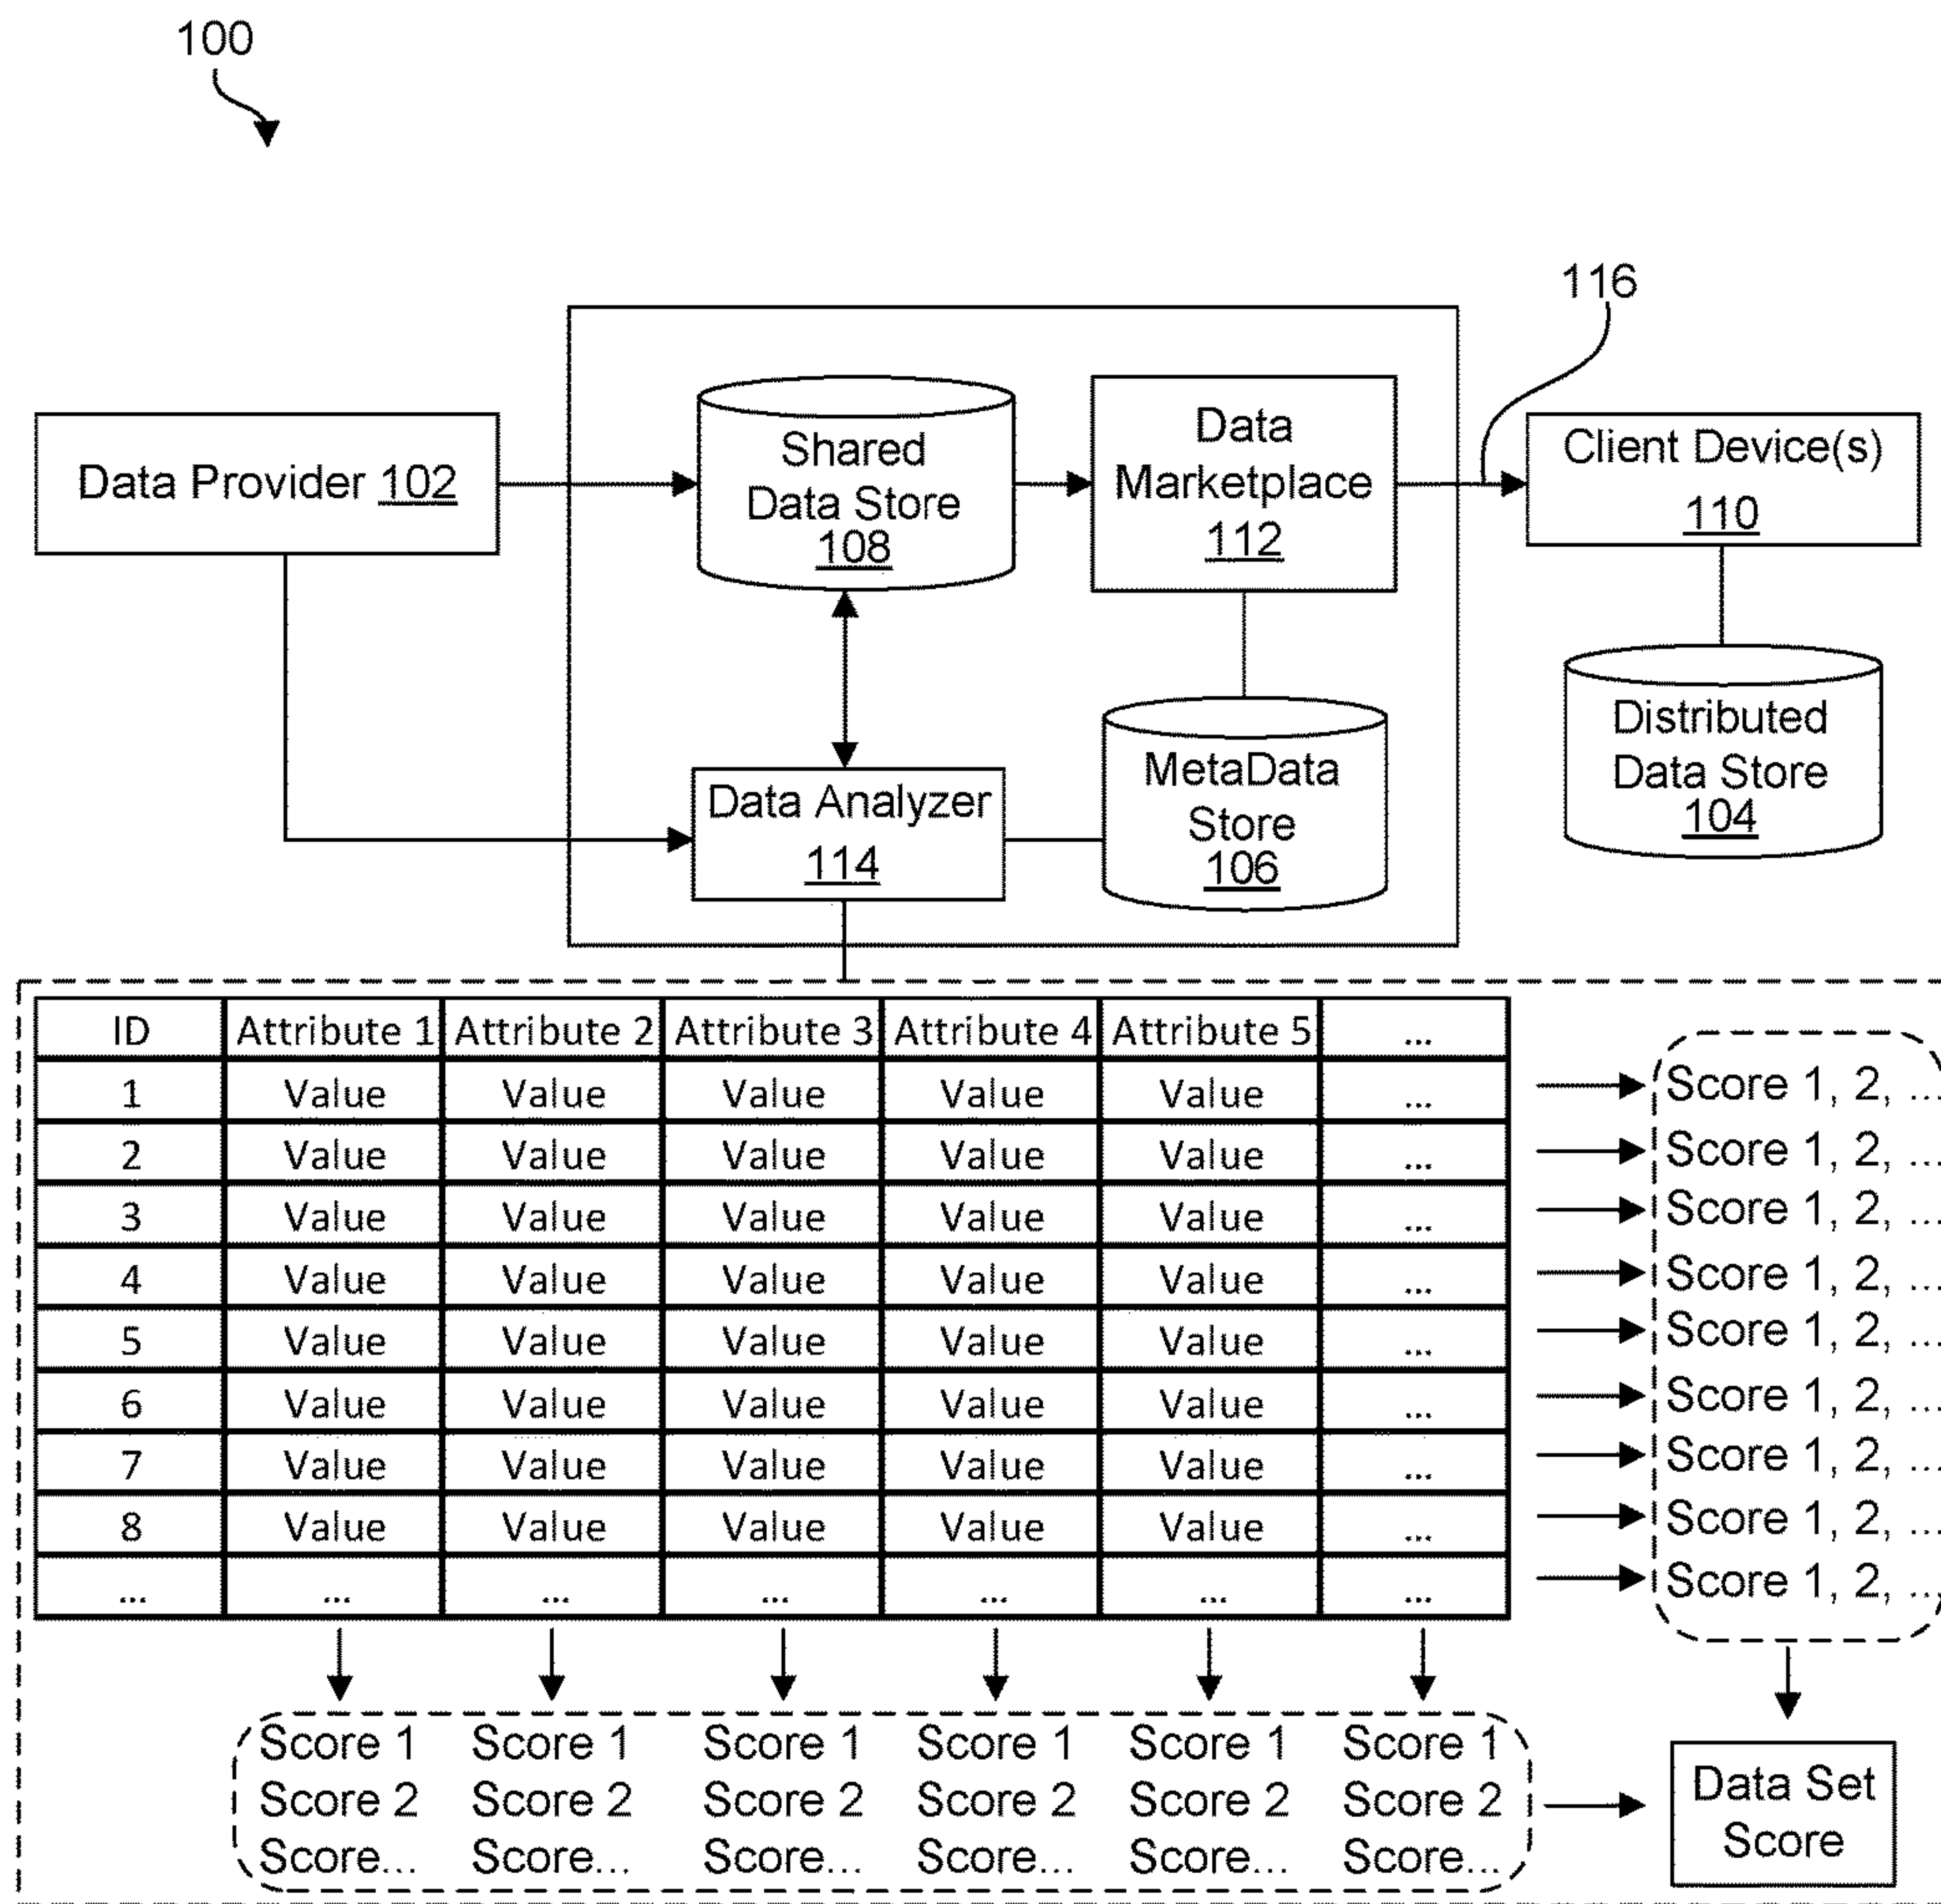 100
116
Data Provider 102
Shared
Data Store
108
Data
Marketplace
112
Client Device(s)
110
Distributed
Data Store
104
MetaData
Store
106
Data Analyzer
114
ID Attribute 1 Attribute 2 Attribute 3 Attribute 4 Attribute 5 ...
1 Value Value Value Value Value ... Score 1, 2, ...
2 Value Value Value Value Value ... Score 1, 2, ...
3 Value Value Value Value Value ... Score 1, 2, ...
4 Value Value Value Value Value ... Score 1, 2, ...
5 Value Value Value Value Value ... Score 1, 2, ...
6 Value Value Value Value Value ... Score 1, 2, ...
7 Value Value Value Value Value ... Score 1, 2, ...
8 Value Value Value Value Value ... Score 1, 2, ...
... ... ... ... ... ... ... Score 1, 2, ...
Score 1 Score 1 Score 1 Score 1 Score 1 Score 1
Score 2 Score 2 Score 2 Score 2 Score 2 Score 2
Score... Score... Score... Score... Score... Score...
Data Set
Score